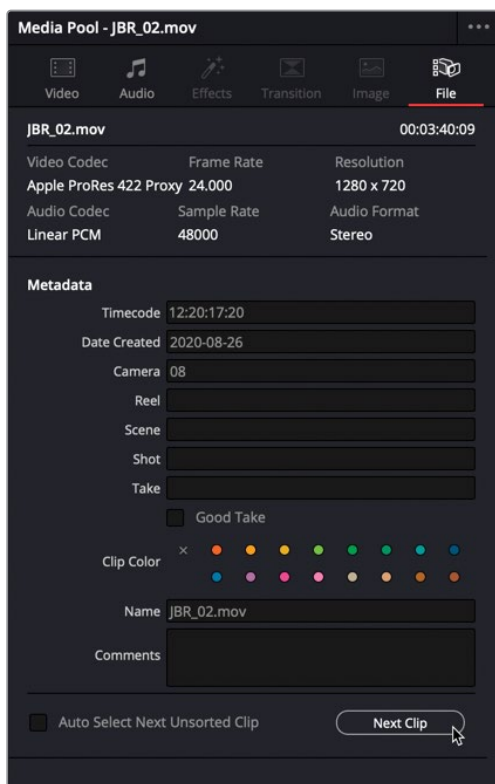 Media Pool - JBR_02.mov
Video Audio Effects Transition Image File
JBR_02.mov 00:03:40:09
Video Codec Frame Rate Resolution
Apple ProRes 422 Proxy 24.000 1280 x 720
Audio Codec Sample Rate Audio Format
Linear PCM 48000 Stereo
Metadata
Timecode 12:20:17:20
Date Created 2020-08-26
Camera 08
Reel
Scene
Shot
Take
Good Take
Clip Color
Name JBR_02.mov
Comments
Auto Select Next Unsorted Clip Next Clip